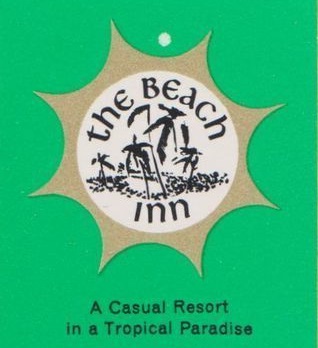 the BEach
Inn
A Casual Resort
in a Tropical Paradise